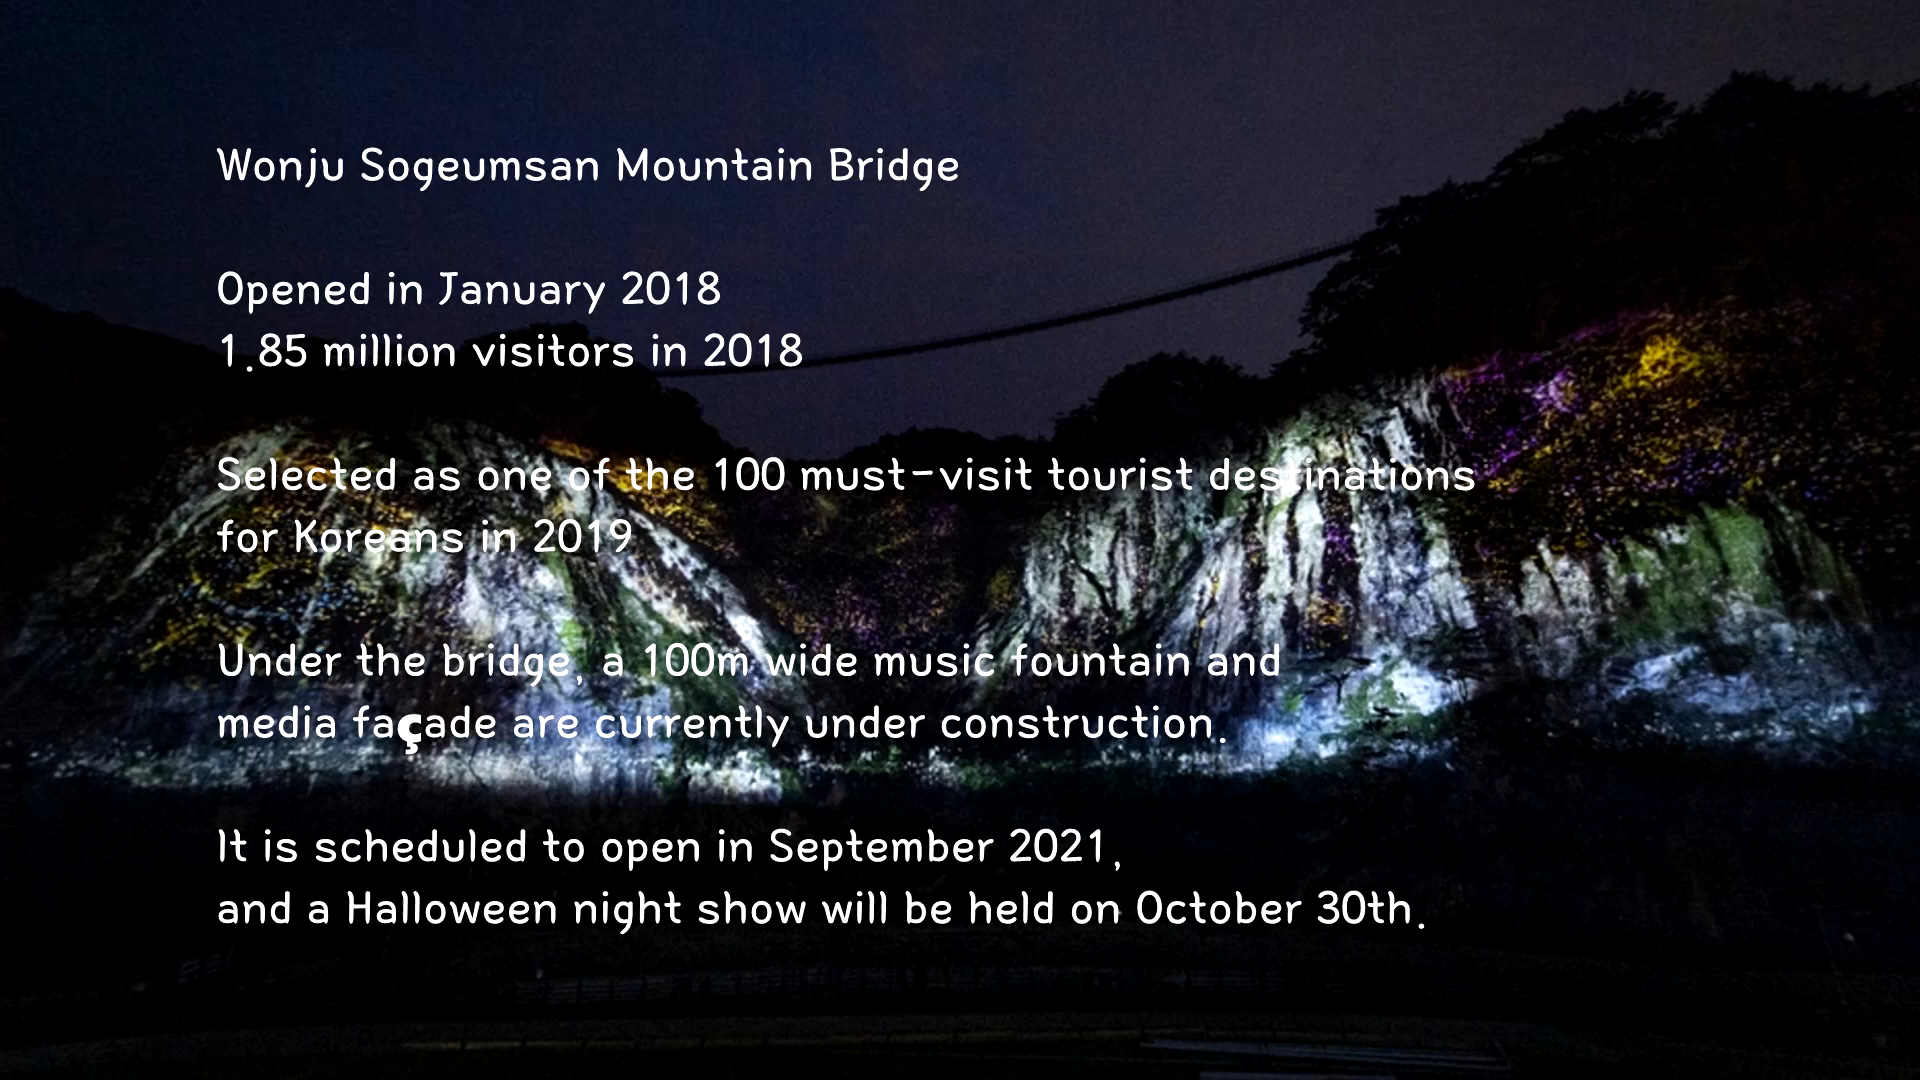 Wonju Sogeumsan Mountain Bridge
Opened in January 2018
1.85 million visitors in 2018
Selected as one of the 100 must-visit tourist destinations
for Koreans in 2019
Under the bridge, a 100m wide music fountain and
media façade are currently under construction.
It is scheduled to open in September 2021,
and a Halloween night show will be held on October 30th.